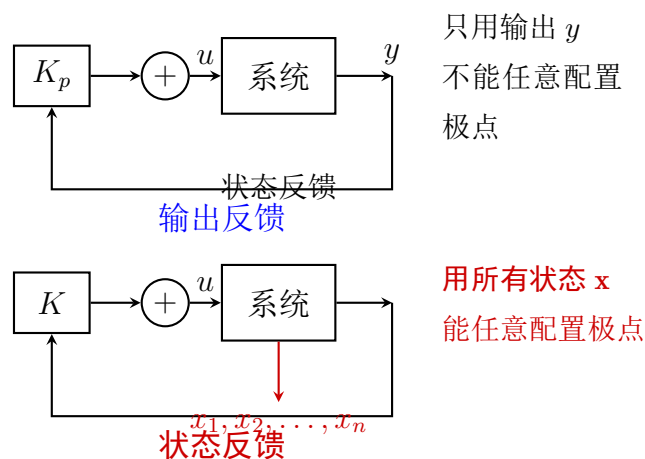 K_p
+
u
系统
y
只用输出 y
不能任意配置
极点
状态反馈
输出反馈
K
+
u
系统
用所有状态 x
能任意配置极点
x_1, x_2, ..., x_n
状态反馈